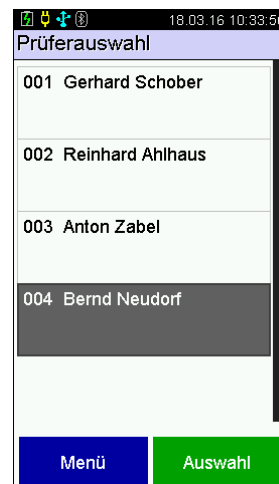 18.03.16 10:33:50
Prüferauswahl
001 Gerhard Schober
002 Reinhard Ahlhaus
003 Anton Zabel
004 Bernd Neudorf
Menü Auswahl